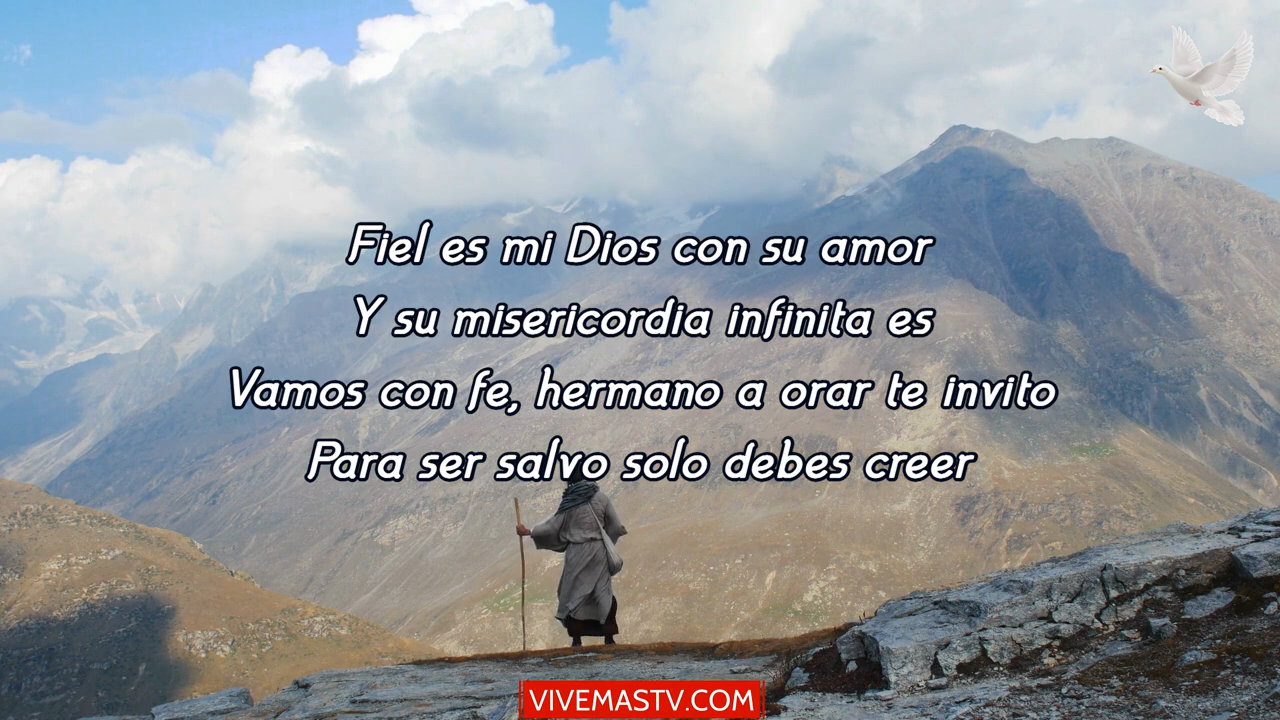 Fiel es mi Dios con su amor
Y su misericordia infinita es
Vamos con fe, hermano a orar te invito
Para ser salvo solo debes creer
VIVEMASTV.COM